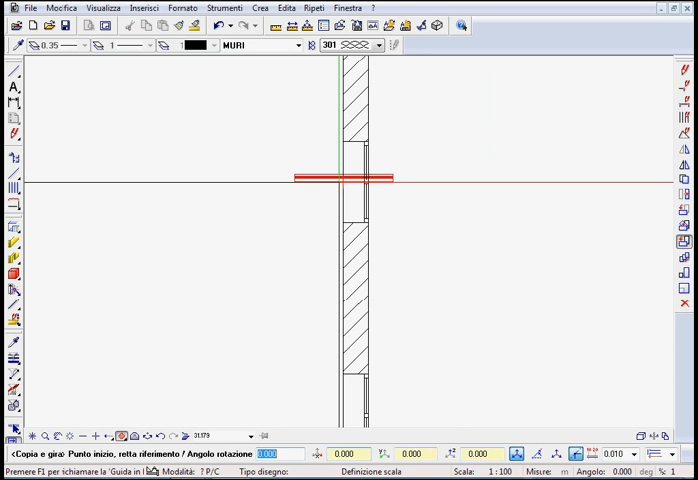 File Modifica Visualizza Inserisci Formato Strumenti Crea Edita Ripeti Finestra ?
0.35 1 1 MURI 301
A
31.179
<Copia e gira> Punto inizio, retta riferimento / Angolo rotazione 0.000 0.000 0.000 0.000 0.010
Premere F1 per richiamare la 'Guida in l Modalità: ? P/C Tipo disegno: Definizione scala Scala: 1 : 100 Misure: m Angolo: 0.000 %: 1